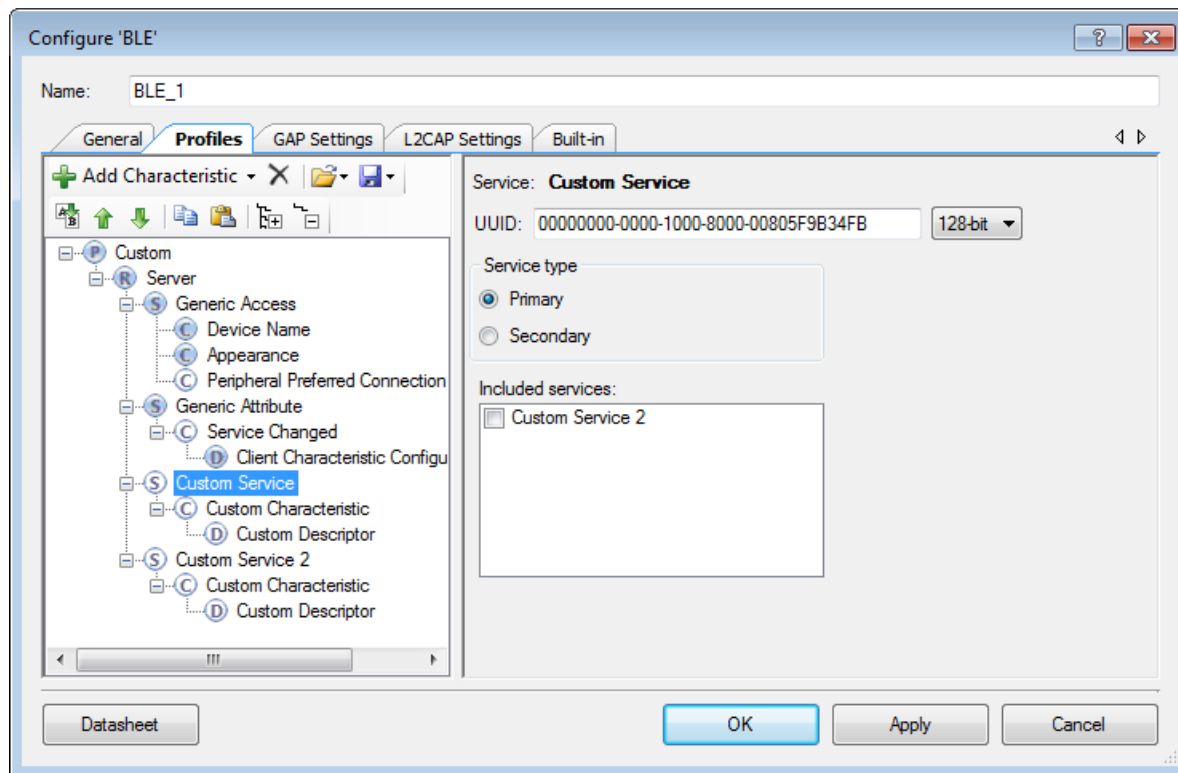 Configure 'BLE'
Name: BLE_1
General Profiles GAP Settings L2CAP Settings Built-in
Add Characteristic
Service: Custom Service
UUID: 00000000-0000-1000-8000-00805F9B34FB 128-bit
Service type
Primary
Secondary
Included services:
Custom Service 2
P Custom
R Server
S Generic Access
C Device Name
C Appearance
C Peripheral Preferred Connection
S Generic Attribute
C Service Changed
D Client Characteristic Configu
S Custom Service
C Custom Characteristic
D Custom Descriptor
S Custom Service 2
C Custom Characteristic
D Custom Descriptor
Datasheet OK Apply Cancel